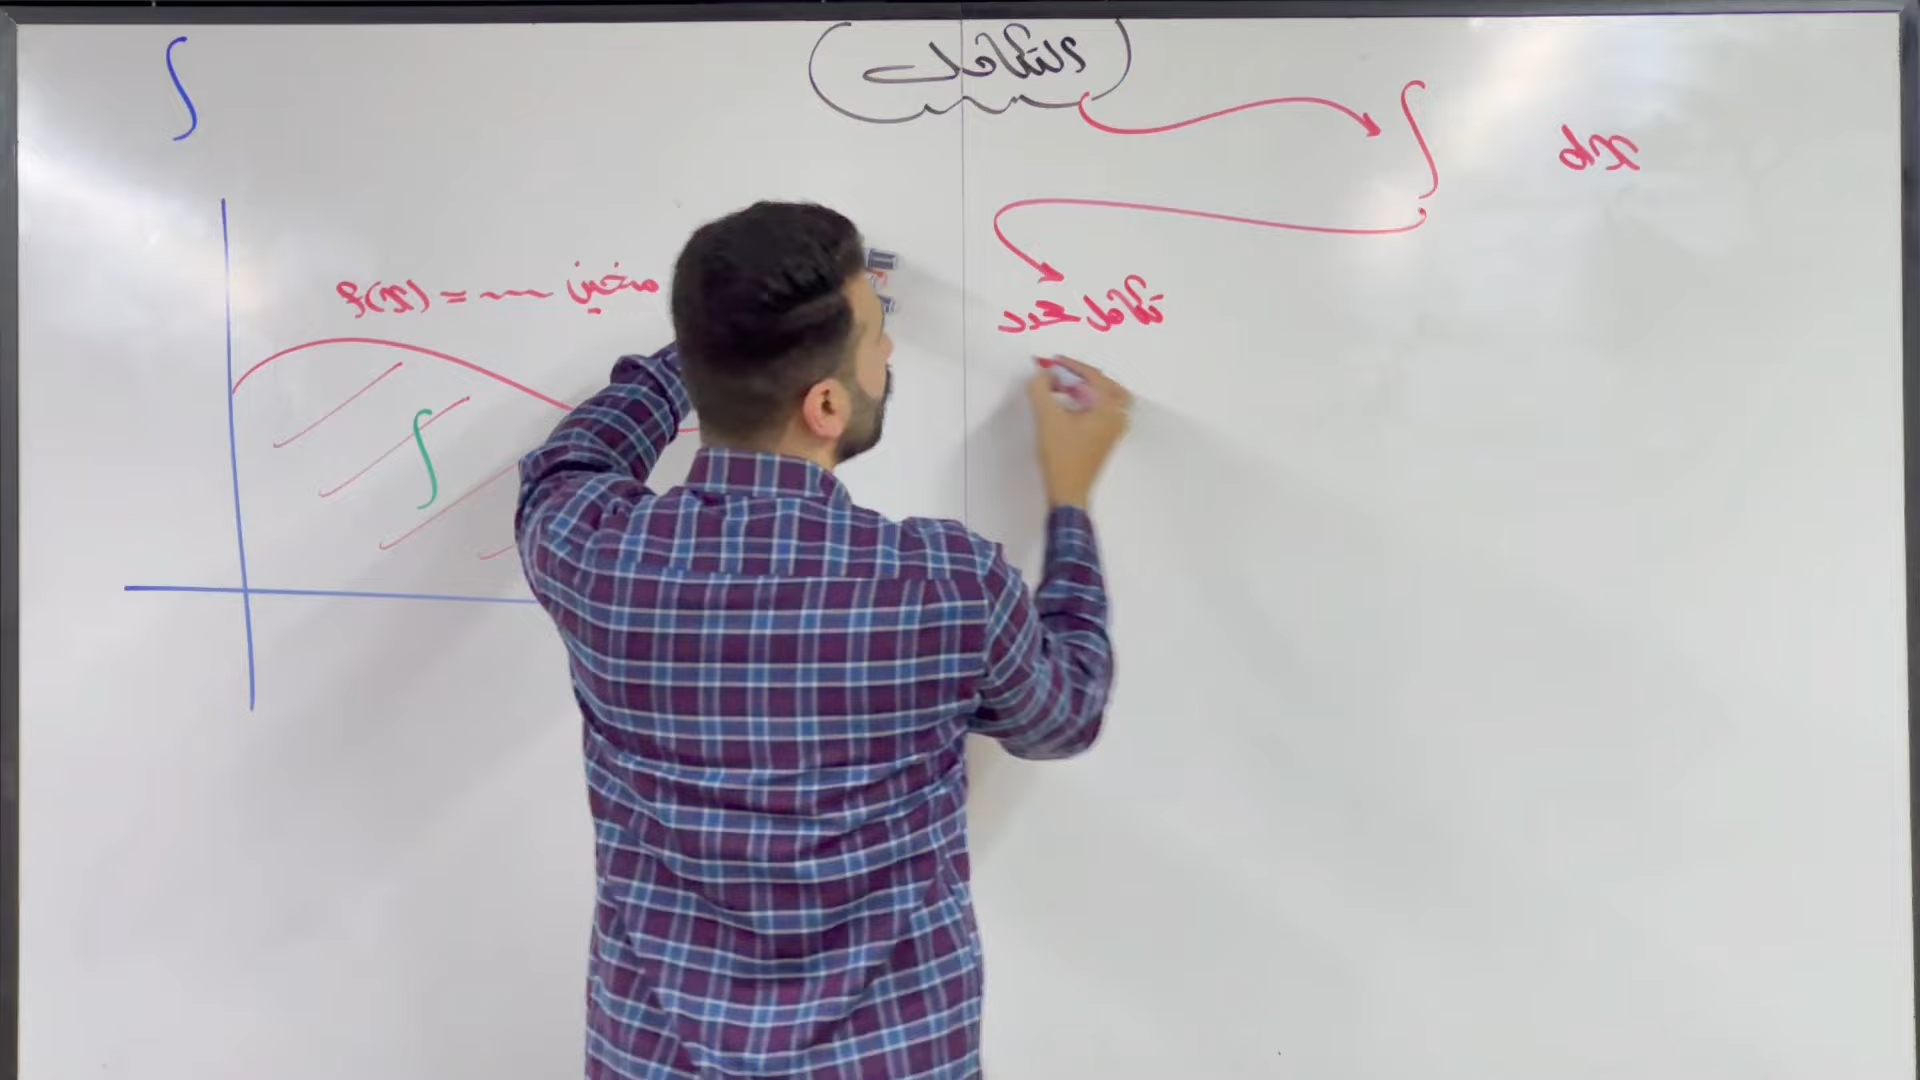 التكامل
∫ dx
∫
f(x) = منحني
تكامل محدد
∫